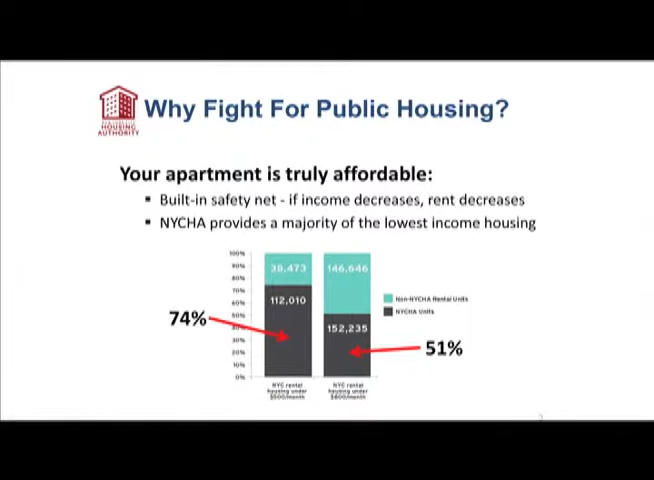 HOUSING
AUTHORITY
Why Fight For Public Housing?
Your apartment is truly affordable:
▪ Built-in safety net - if income decreases, rent decreases
▪ NYCHA provides a majority of the lowest income housing
100%
90%
80%
70%
60%
50%
40%
30%
20%
10%
0%
38,473
112,010
146,646
152,235
74%
51%
Non-NYCHA Rental Units
NYCHA Units
NYC rental
housing under
$500/month
NYC rental
housing under
$600/month